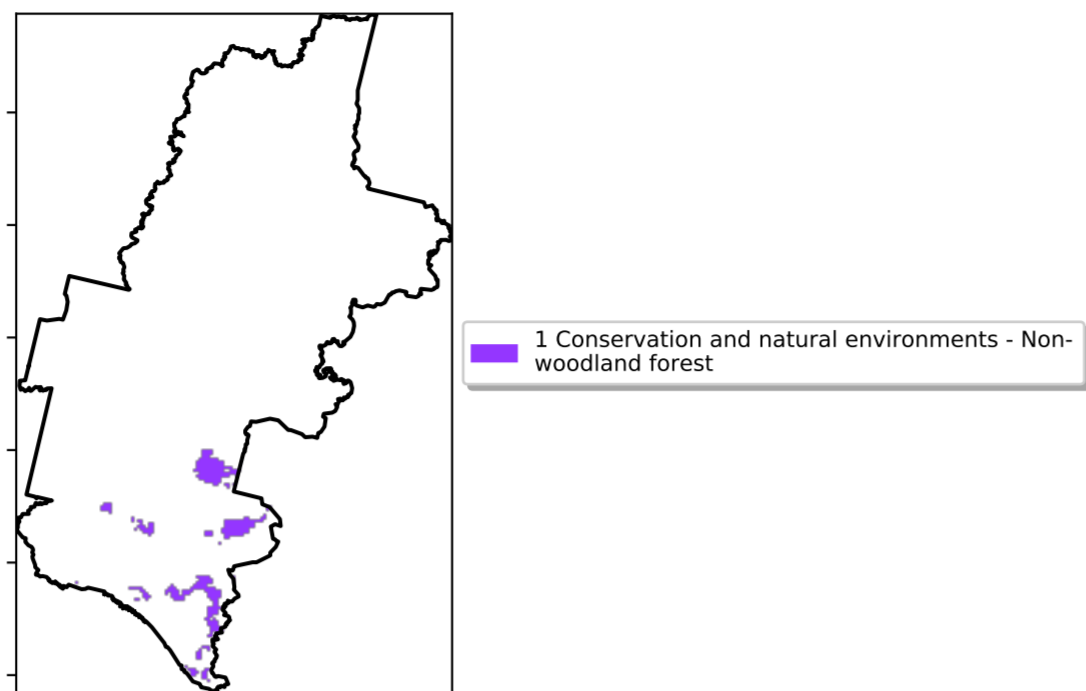 1 Conservation and natural environments - Non-
woodland forest